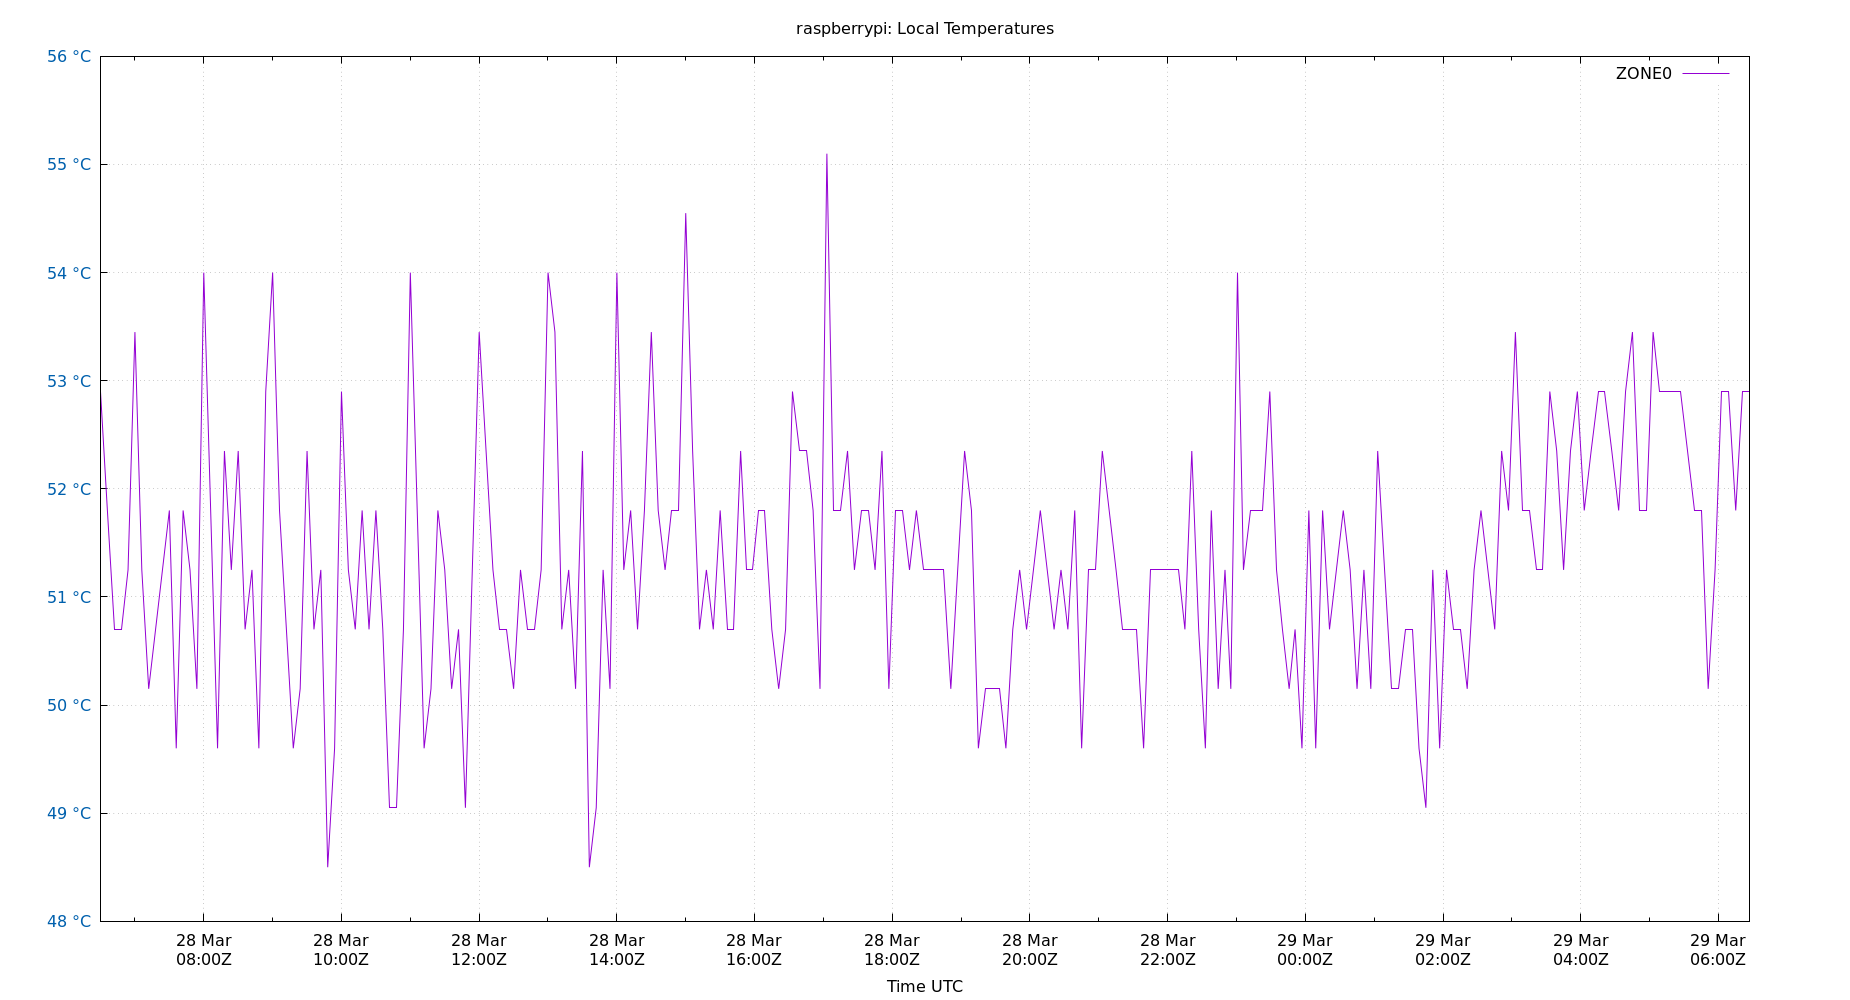 raspberrypi: Local Temperatures
ZONE0
56 °C
55 °C
54 °C
53 °C
52 °C
51 °C
50 °C
49 °C
48 °C
28 Mar 28 Mar 28 Mar 28 Mar 28 Mar 28 Mar 28 Mar 28 Mar 29 Mar 29 Mar 29 Mar 29 Mar
08:00Z 10:00Z 12:00Z 14:00Z 16:00Z 18:00Z 20:00Z 22:00Z 00:00Z 02:00Z 04:00Z 06:00Z
Time UTC